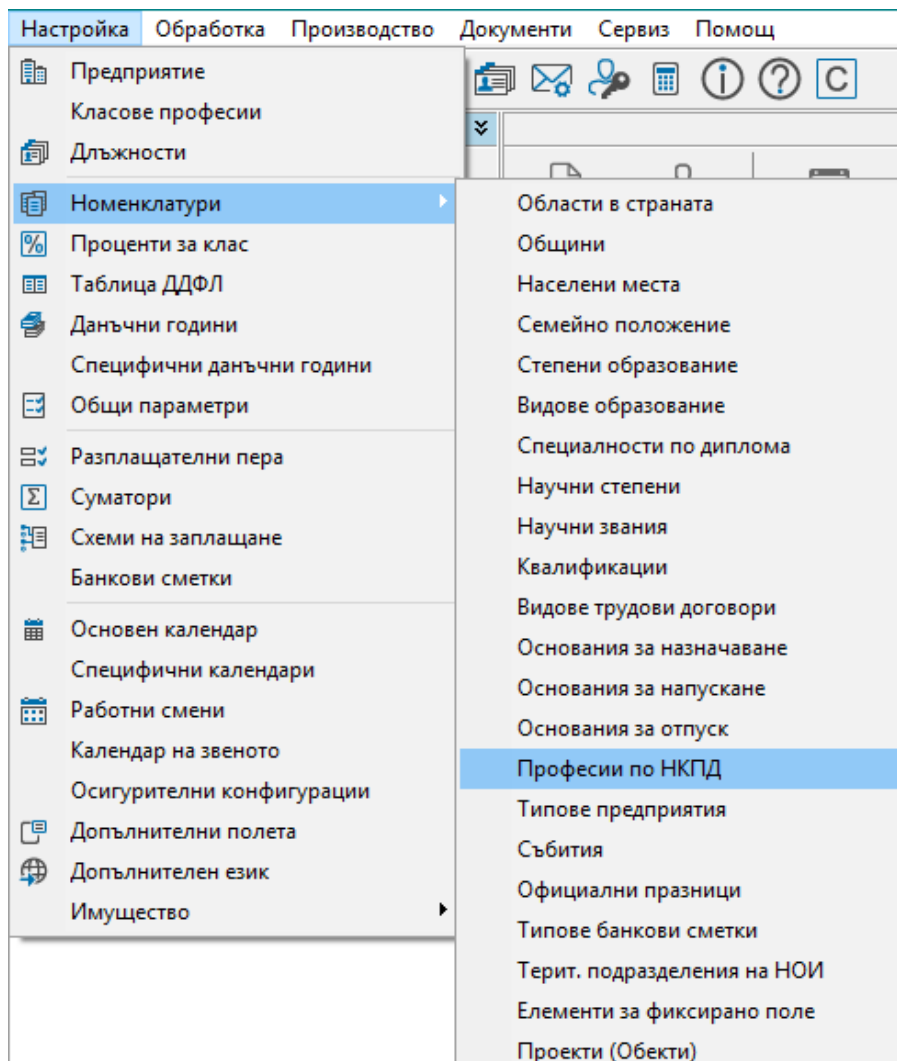 Настройка Обработка Производство Документи Сервиз Помощ
Предприятие
Класове професии
Длъжности
Номенклатури
Проценти за клас
Таблица ДДФЛ
Данъчни години
Специфични данъчни години
Общи параметри
Разплащателни пера
Суматори
Схеми на заплащане
Банкови сметки
Основен календар
Специфични календари
Работни смени
Календар на звеното
Осигурителни конфигурации
Допълнителни полета
Допълнителен език
Имущество
C
Области в страната
Общини
Населени места
Семейно положение
Степени образование
Видове образование
Специалности по диплома
Научни степени
Научни звания
Квалификации
Видове трудови договори
Основания за назначаване
Основания за напускане
Основания за отпуск
Професии по НКПД
Типове предприятия
Събития
Официални празници
Типове банкови сметки
Терит. подразделения на НОИ
Елементи за фиксирано поле
Проекти (Обекти)